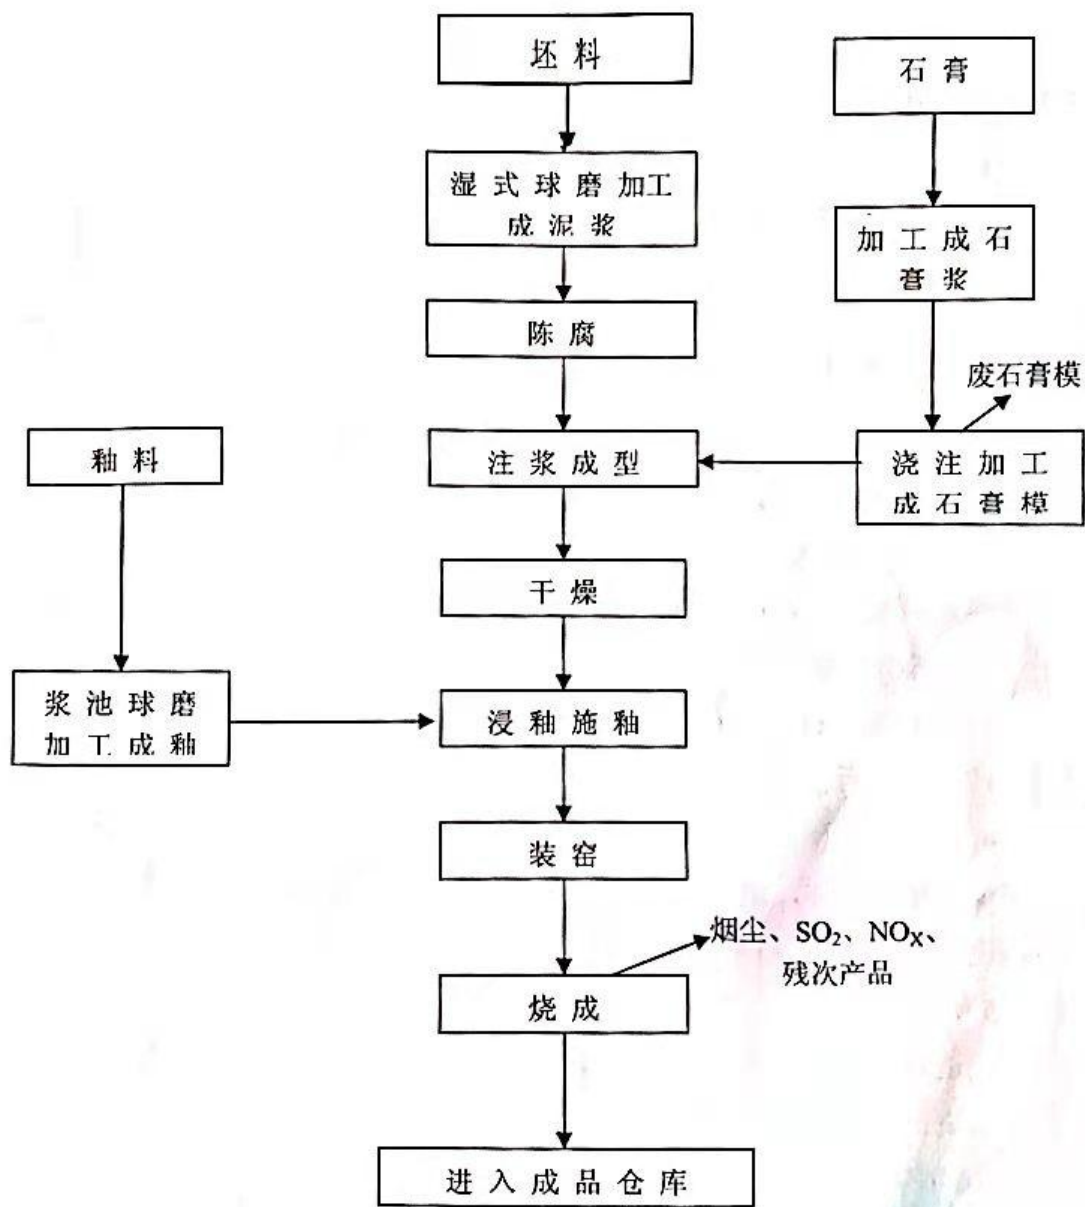 坯料
石膏
湿式球磨加工
成泥浆
加工成石
膏浆
陈腐
废石膏模
釉料
注浆成型
浇注加工
成石膏模
干燥
浆池球磨
加工成釉
浸釉施釉
装窑
烟尘、SO₂、NOX、
残次产品
烧成
进入成品仓库